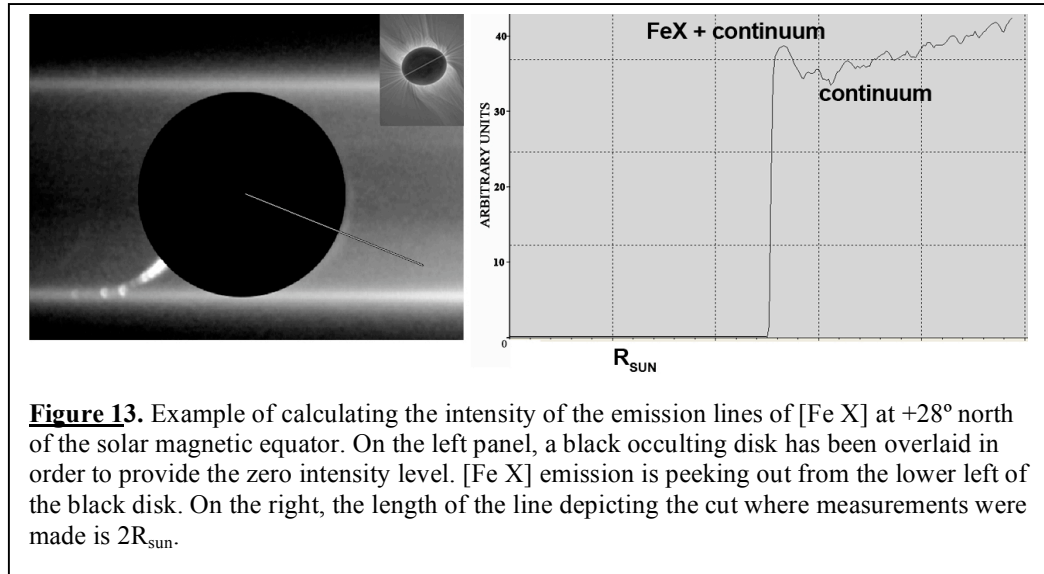 FeX + continuum
continuum
ARBITRARY UNITS
40
30
20
10
0
R_SUN
Figure 13. Example of calculating the intensity of the emission lines of [Fe X] at +28º north
of the solar magnetic equator. On the left panel, a black occulting disk has been overlaid in
order to provide the zero intensity level. [Fe X] emission is peeking out from the lower left of
the black disk. On the right, the length of the line depicting the cut where measurements were
made is 2R_sun.